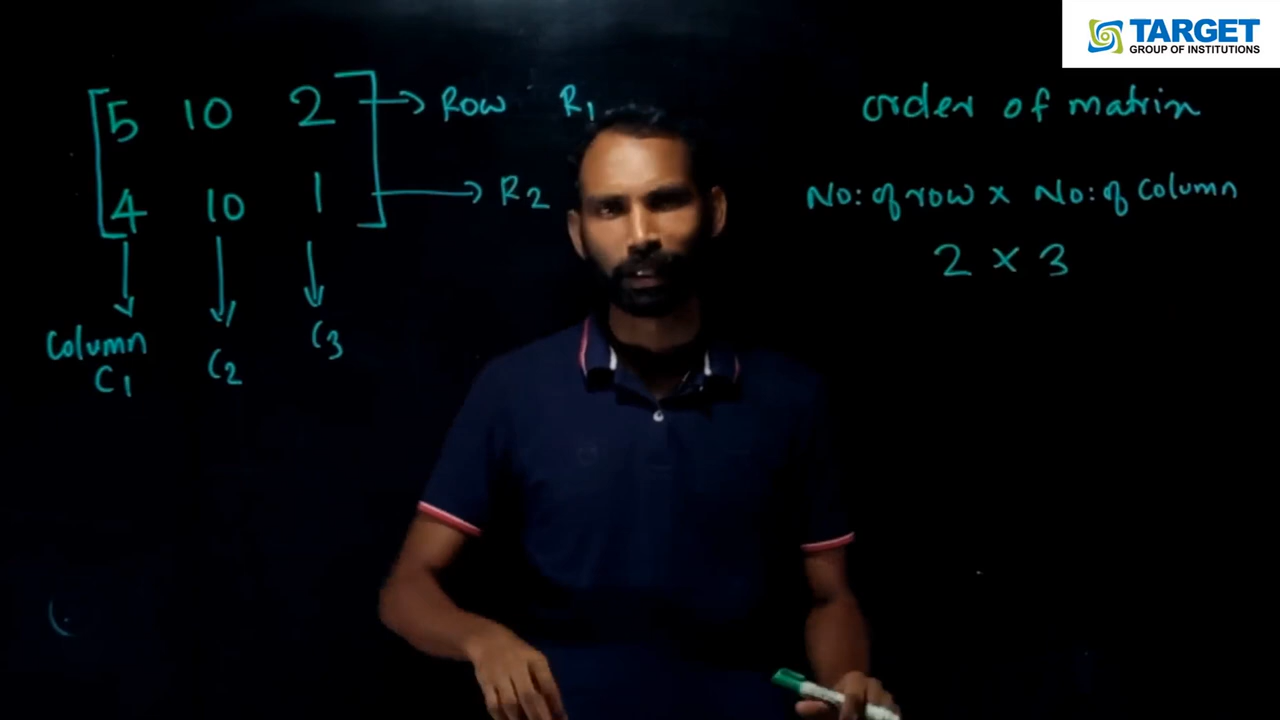 TARGET
GROUP OF INSTITUTIONS
5 10 2 → Row R1
4 10 1 → R2
Column
C1 C2 C3
order of matrix
No: of row x No: of Column
2 x 3